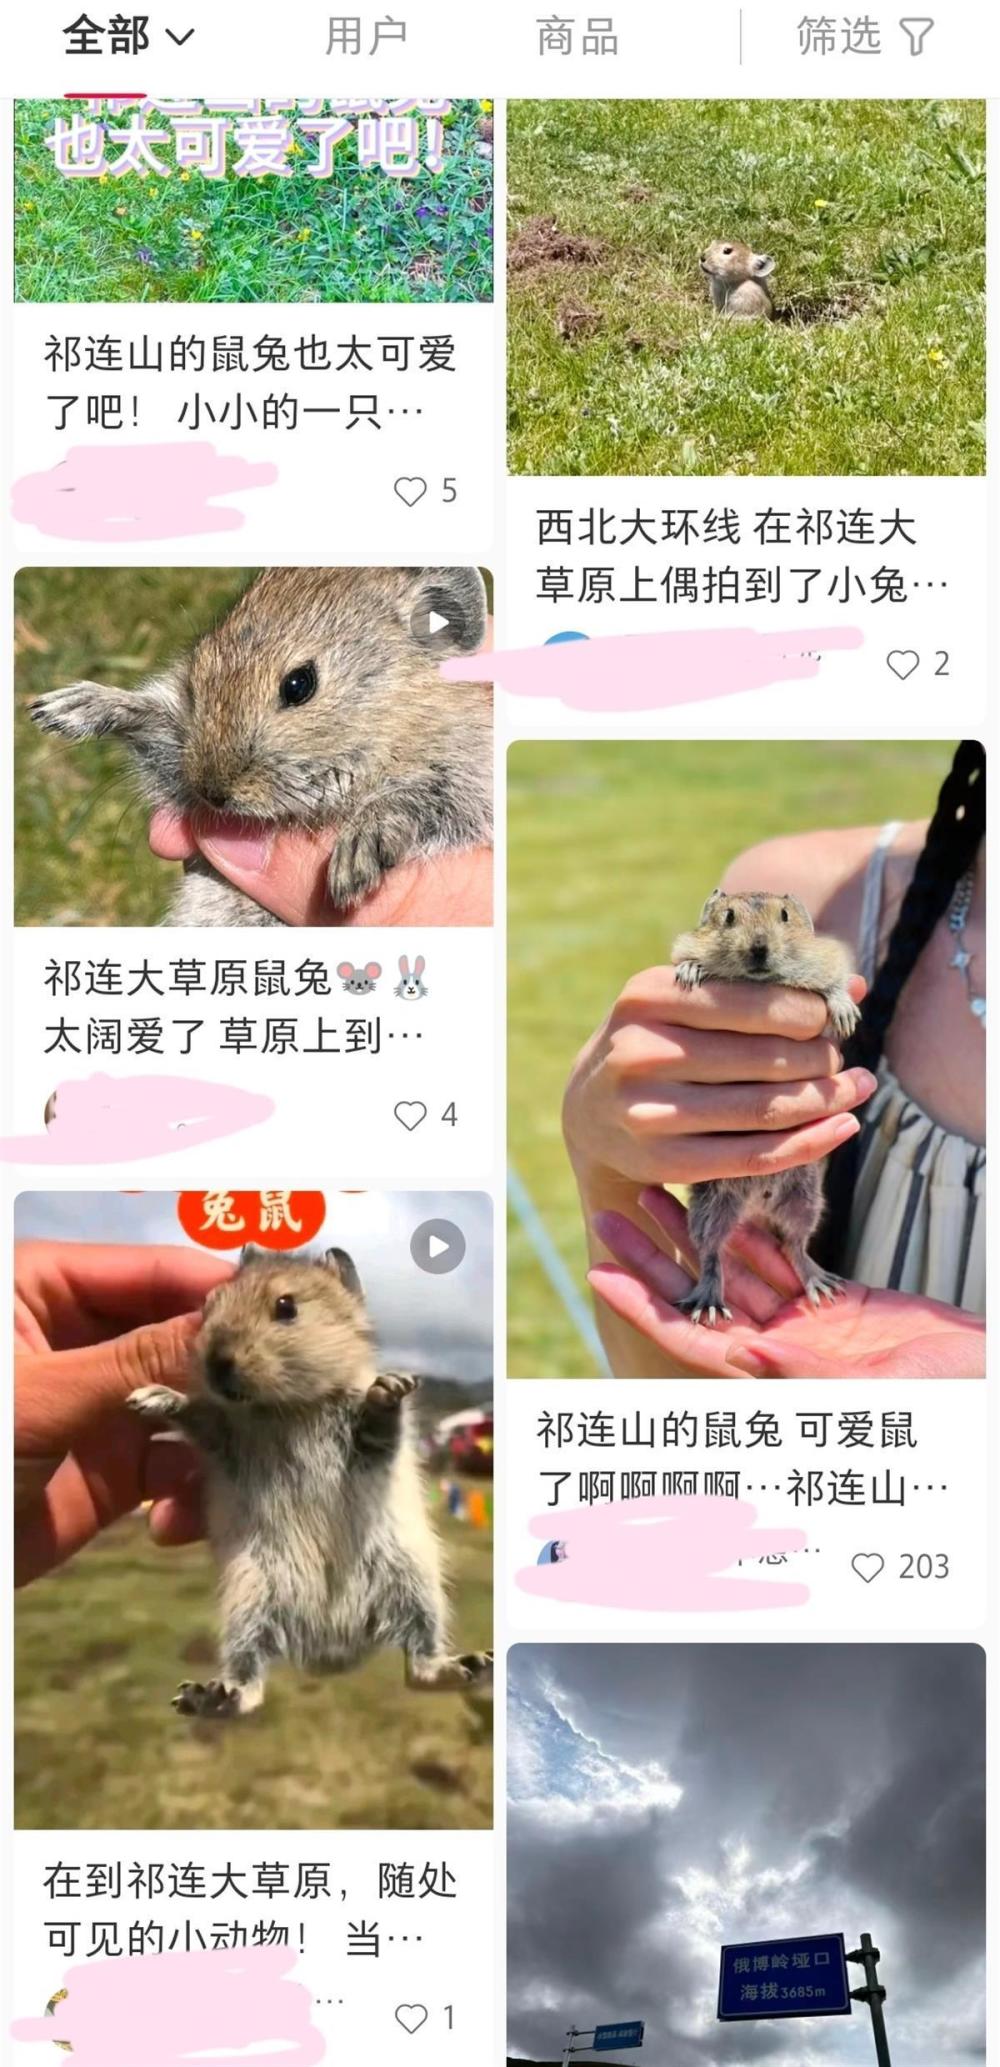 全部
用户
商品
筛选
也太可爱了吧!
祁连山的鼠兔也太可爱
了吧! 小小的一只…
5
西北大环线 在祁连大
草原上偶拍到了小兔…
2
祁连大草原鼠兔🐭🐰
太阔爱了 草原上到…
4
兔鼠
祁连山的鼠兔 可爱鼠
了啊啊啊啊…祁连山…
203
在到祁连大草原，随处
可见的小动物! 当…
1
俄博岭垭口
海拔3685m